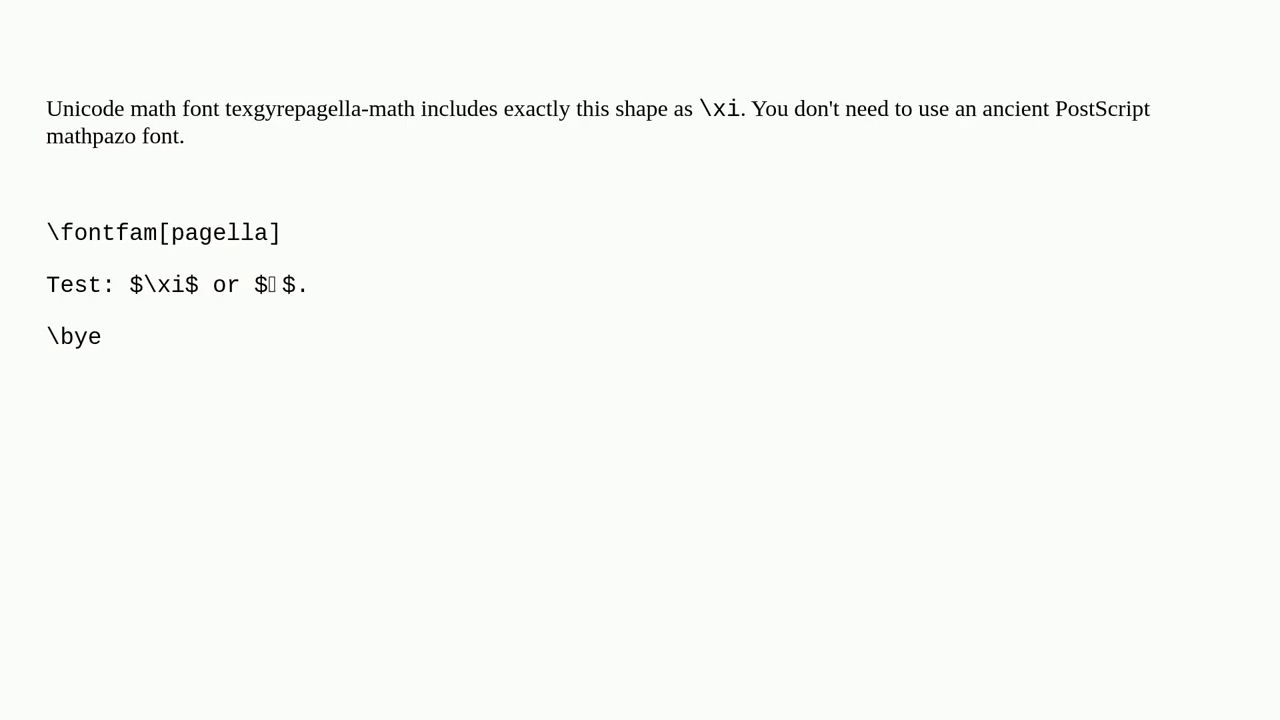 Unicode math font texgyrepagella-math includes exactly this shape as \xi. You don't need to use an ancient PostScript
mathpazo font.
\fontfam[pagella]
Test: $\xi$ or $▯$.
\bye